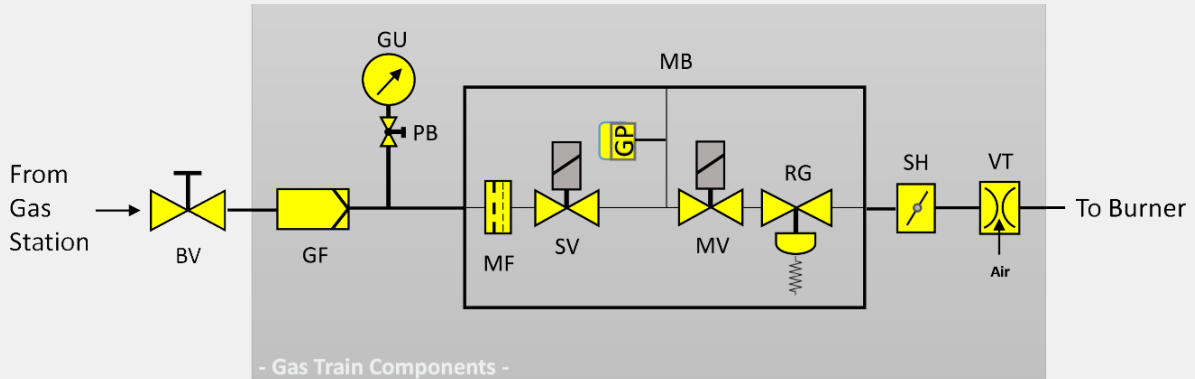 From
Gas
Station
BV
GF
GU
PB
MB
MF
SV
GP
MV
RG
SH
VT
Air
To Burner
- Gas Train Components -